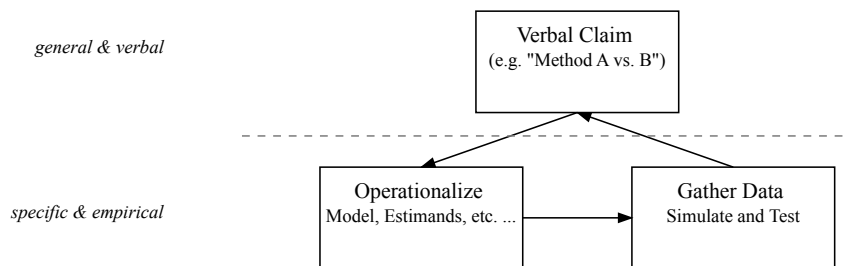 general & verbal
Verbal Claim
(e.g. "Method A vs. B")
specific & empirical
Operationalize
Model, Estimands, etc. ...
Gather Data
Simulate and Test